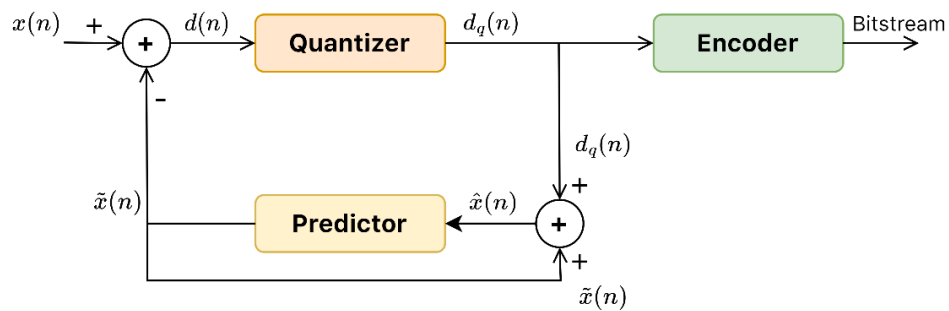 x(n)
+
+
d(n)
Quantizer
d_q(n)
Encoder
Bitstream
-
d_q(n)
x̃(n)
Predictor
x̂(n)
+
+
+
x̃(n)